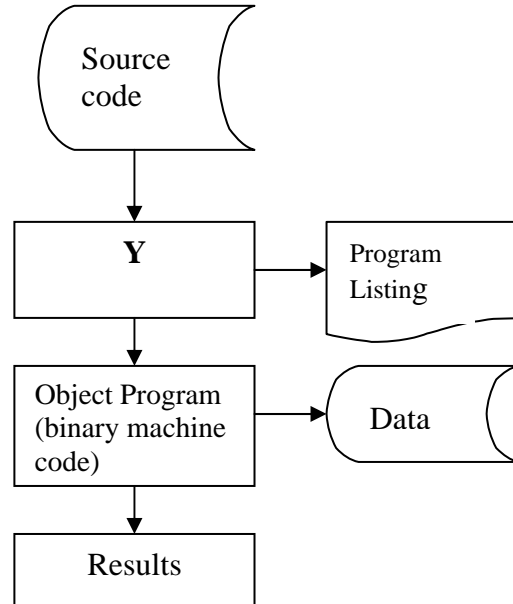 Source
code
Y
Program
Listing
Object Program
(binary machine
code)
Data
Results